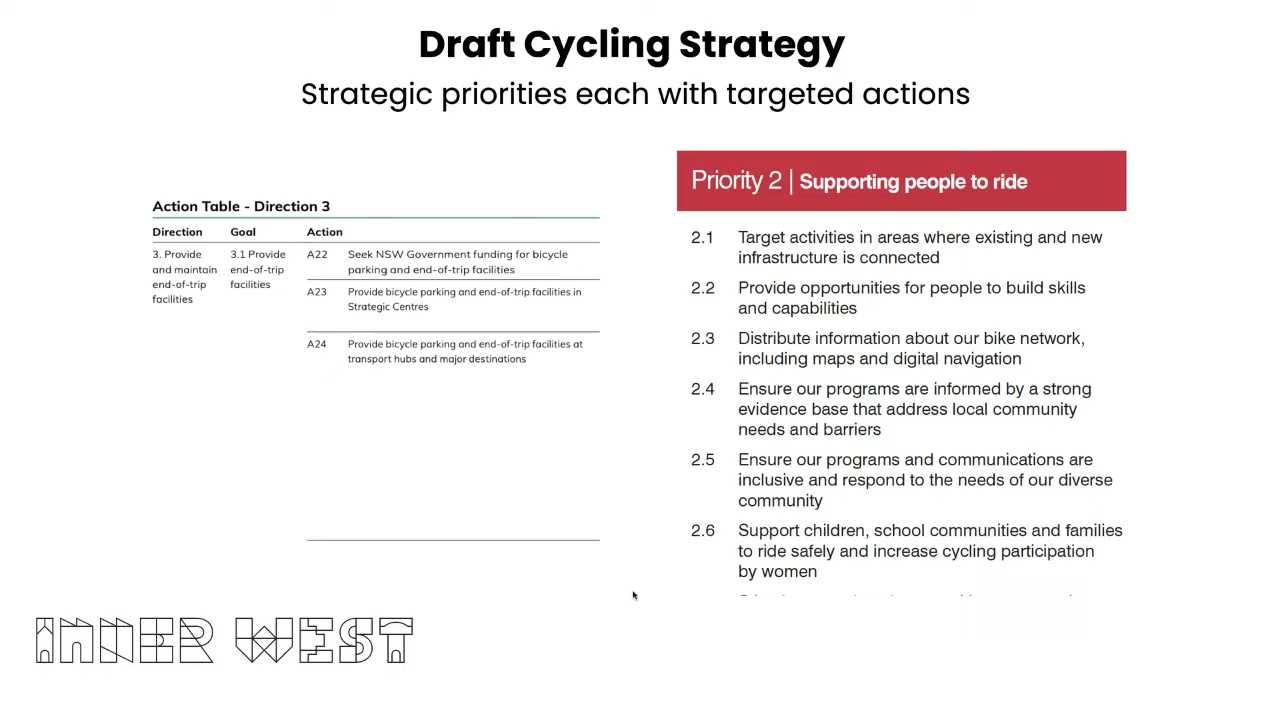 Draft Cycling Strategy
Strategic priorities each with targeted actions
Action Table - Direction 3
Direction Goal Action
3. Provide and maintain end-of-trip facilities
3.1 Provide end-of-trip facilities
A22 Seek NSW Government funding for bicycle
parking and end-of-trip facilities
A23 Provide bicycle parking and end-of-trip facilities in
Strategic Centres
A24 Provide bicycle parking and end-of-trip facilities at
transport hubs and major destinations
Priority 2 | Supporting people to ride
2.1 Target activities in areas where existing and new
infrastructure is connected
2.2 Provide opportunities for people to build skills
and capabilities
2.3 Distribute information about our bike network,
including maps and digital navigation
2.4 Ensure our programs are informed by a strong
evidence base that address local community
needs and barriers
2.5 Ensure our programs and communications are
inclusive and respond to the needs of our diverse
community
2.6 Support children, school communities and families
to ride safely and increase cycling participation
by women
INNER WEST